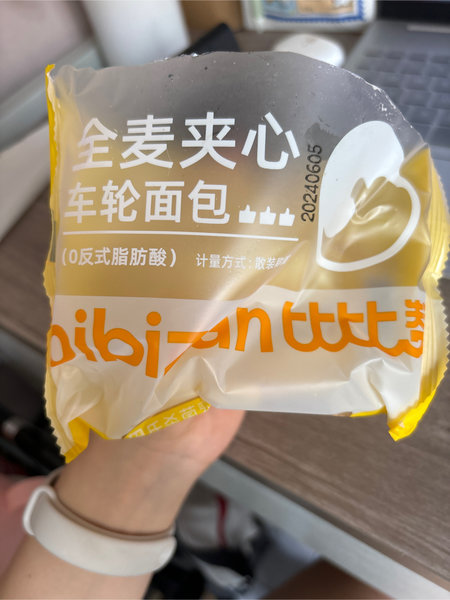 全麦夹心
车轮面包
20240605
(0反式脂肪酸)
计量方式:散装
bibizan 比比赞